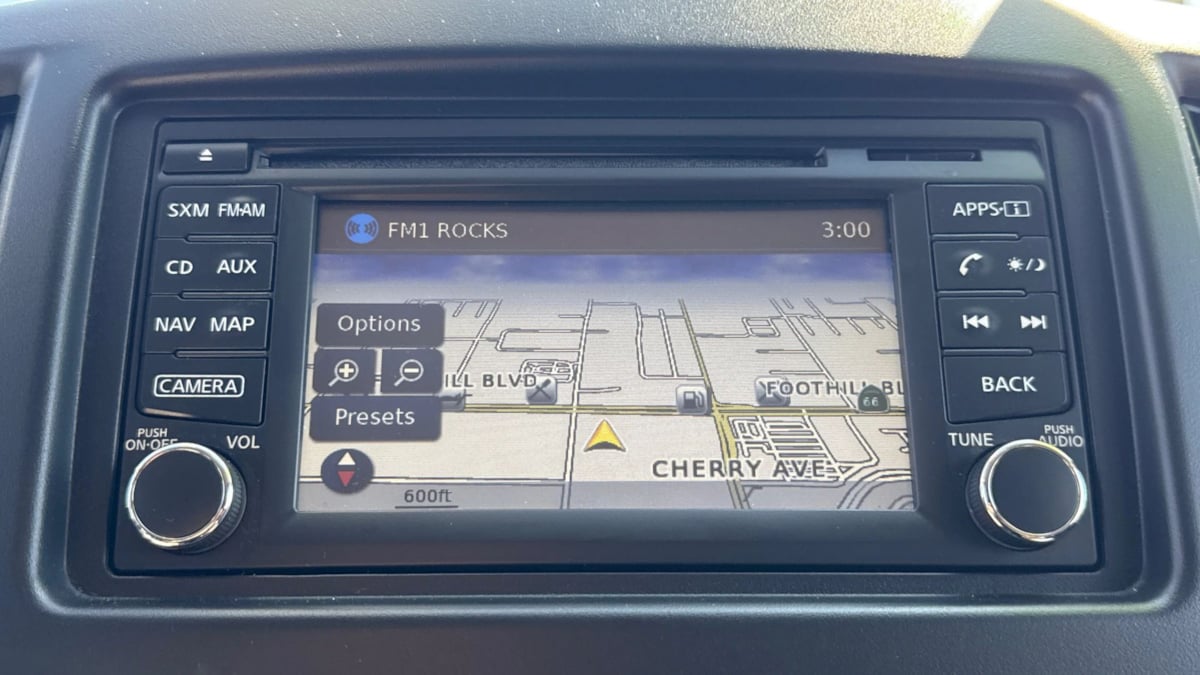 SXM FM·AM
CD AUX
NAV MAP
CAMERA
PUSH
ON·OFF
VOL
FM1 ROCKS
3:00
Options
ILL BLVD
FOOTHILL BL
66
Presets
CHERRY AVE
600ft
APPS·i
BACK
TUNE
PUSH
AUDIO